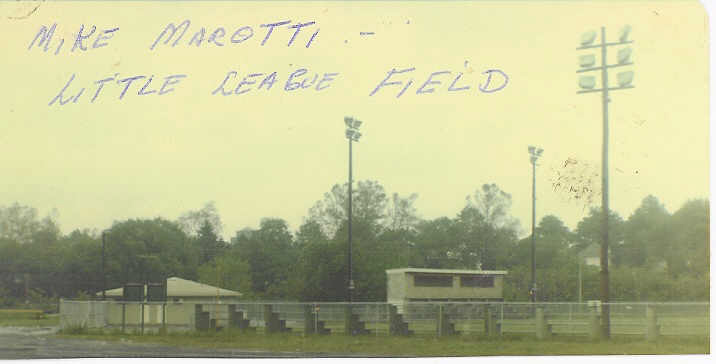 MIKE MAROTTI -
LITTLE LEAGUE FIELD